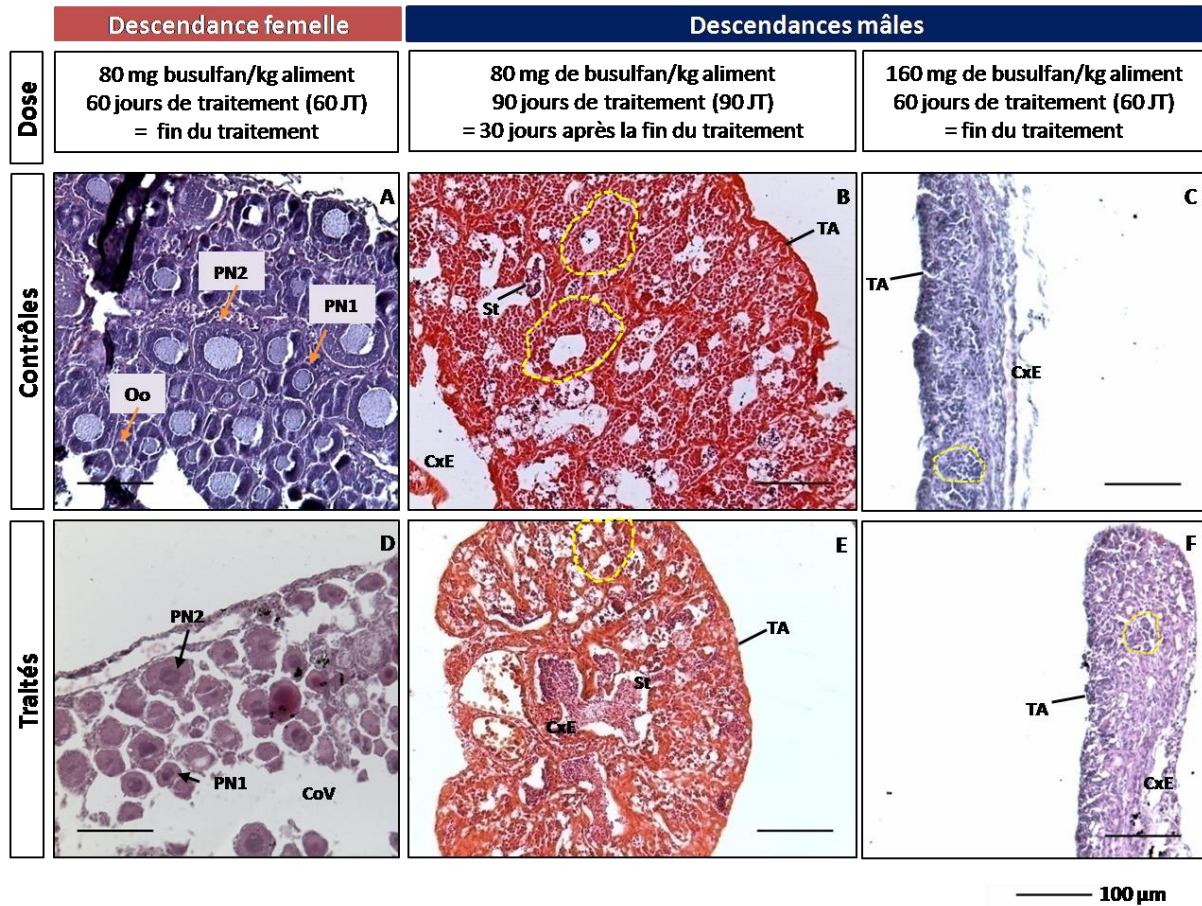 Descendance femelle
Descendances mâles
Dose
80 mg busulfan/kg aliment
60 jours de traitement (60 JT)
= fin du traitement
80 mg de busulfan/kg aliment
90 jours de traitement (90 JT)
= 30 jours après la fin du traitement
160 mg de busulfan/kg aliment
60 jours de traitement (60 JT)
= fin du traitement
Contrôles
A
PN2
PN1
Oo
B
TA
St
CxE
C
TA
CxE
Traités
D
PN2
PN1
CoV
E
TA
St
CxE
F
TA
CxE
100 µm